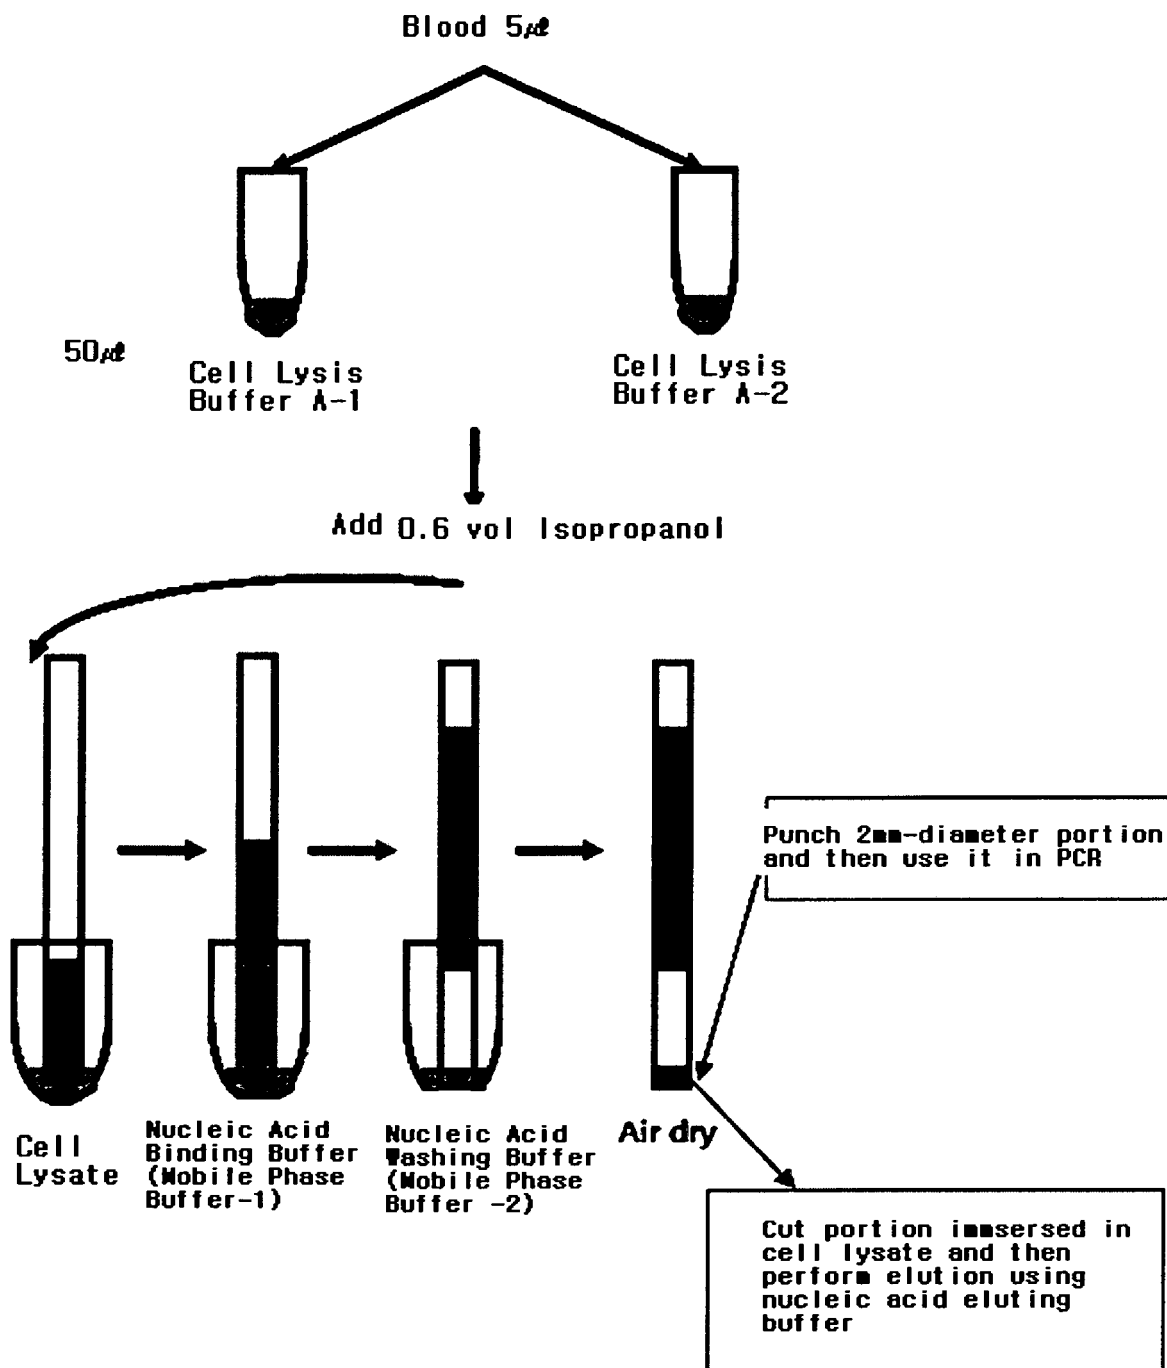 Blood 5㎕
50㎕
Cell Lysis
Buffer A-1
Cell Lysis
Buffer A-2
Add 0.6 vol Isopropanol
Punch 2mm-diameter portion
and then use it in PCR
Cell
Lysate
Nucleic Acid
Binding Buffer
(Mobile Phase
Buffer-1)
Nucleic Acid
Washing Buffer
(Mobile Phase
Buffer -2)
Air dry
Cut portion immsersed in
cell lysate and then
perform elution using
nucleic acid eluting
buffer